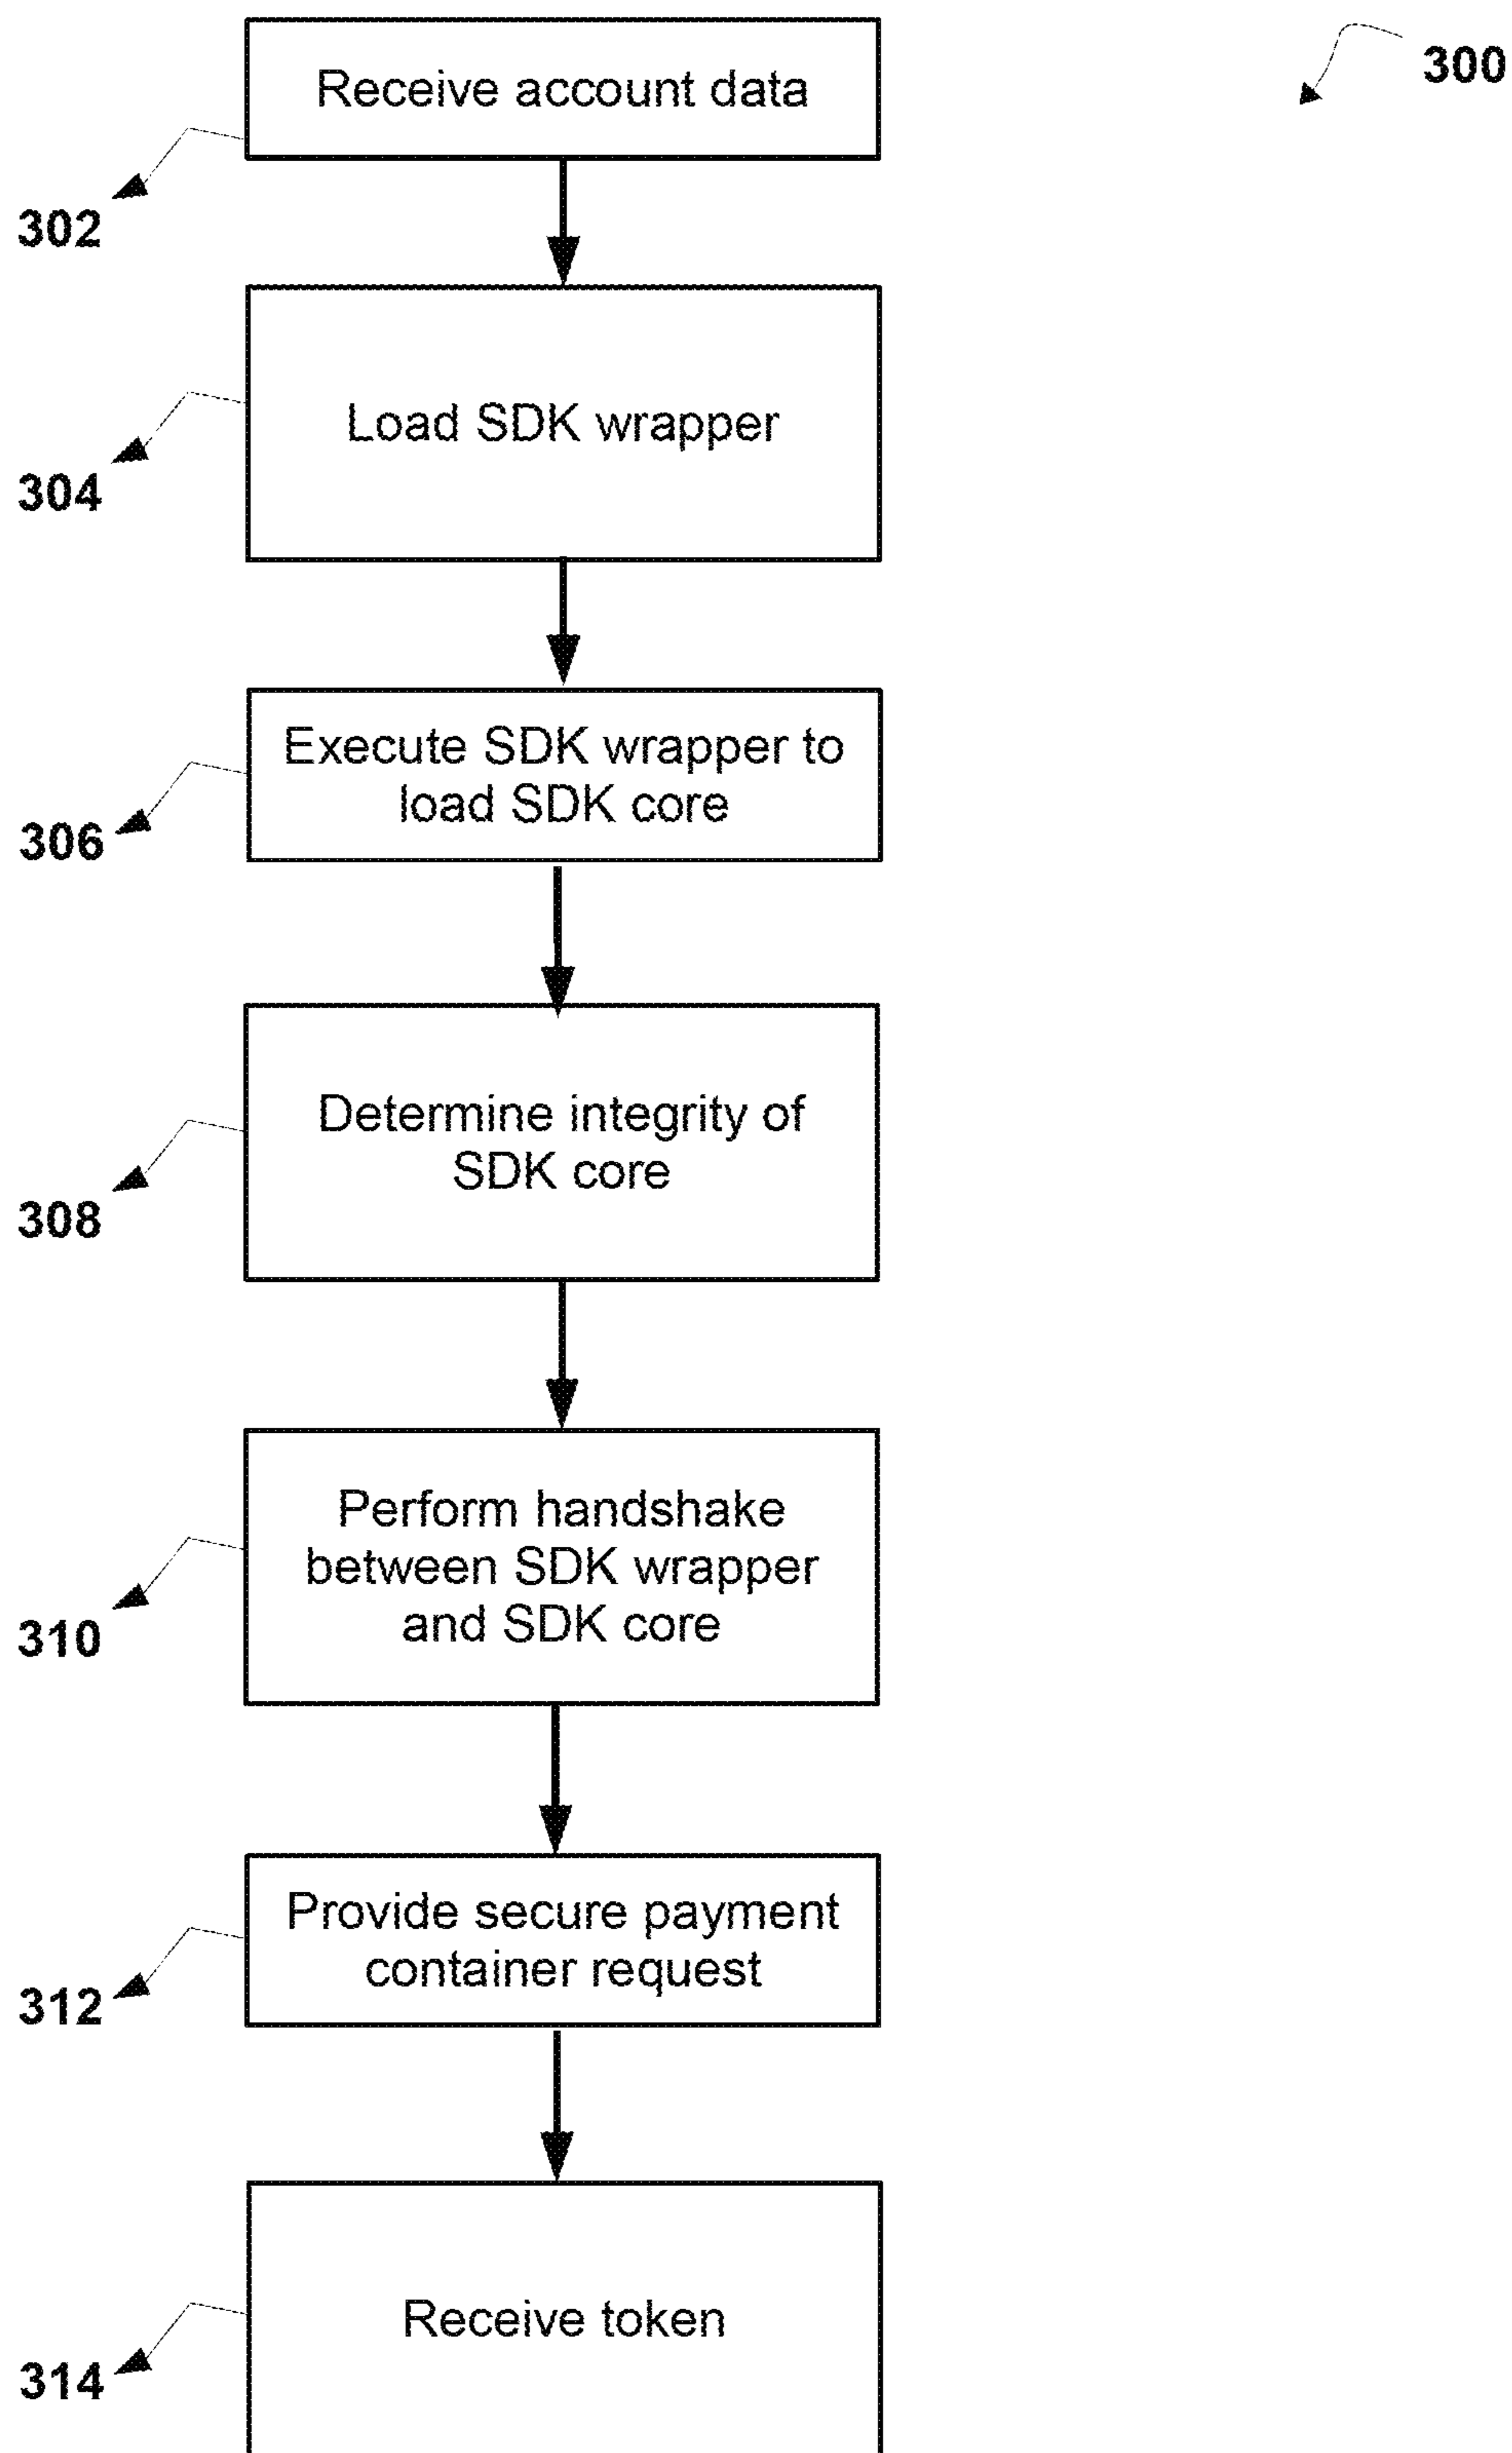 300
Receive account data
302
Load SDK wrapper
304
Execute SDK wrapper to
load SDK core
306
Determine integrity of
SDK core
308
Perform handshake
between SDK wrapper
and SDK core
310
Provide secure payment
container request
312
Receive token
314